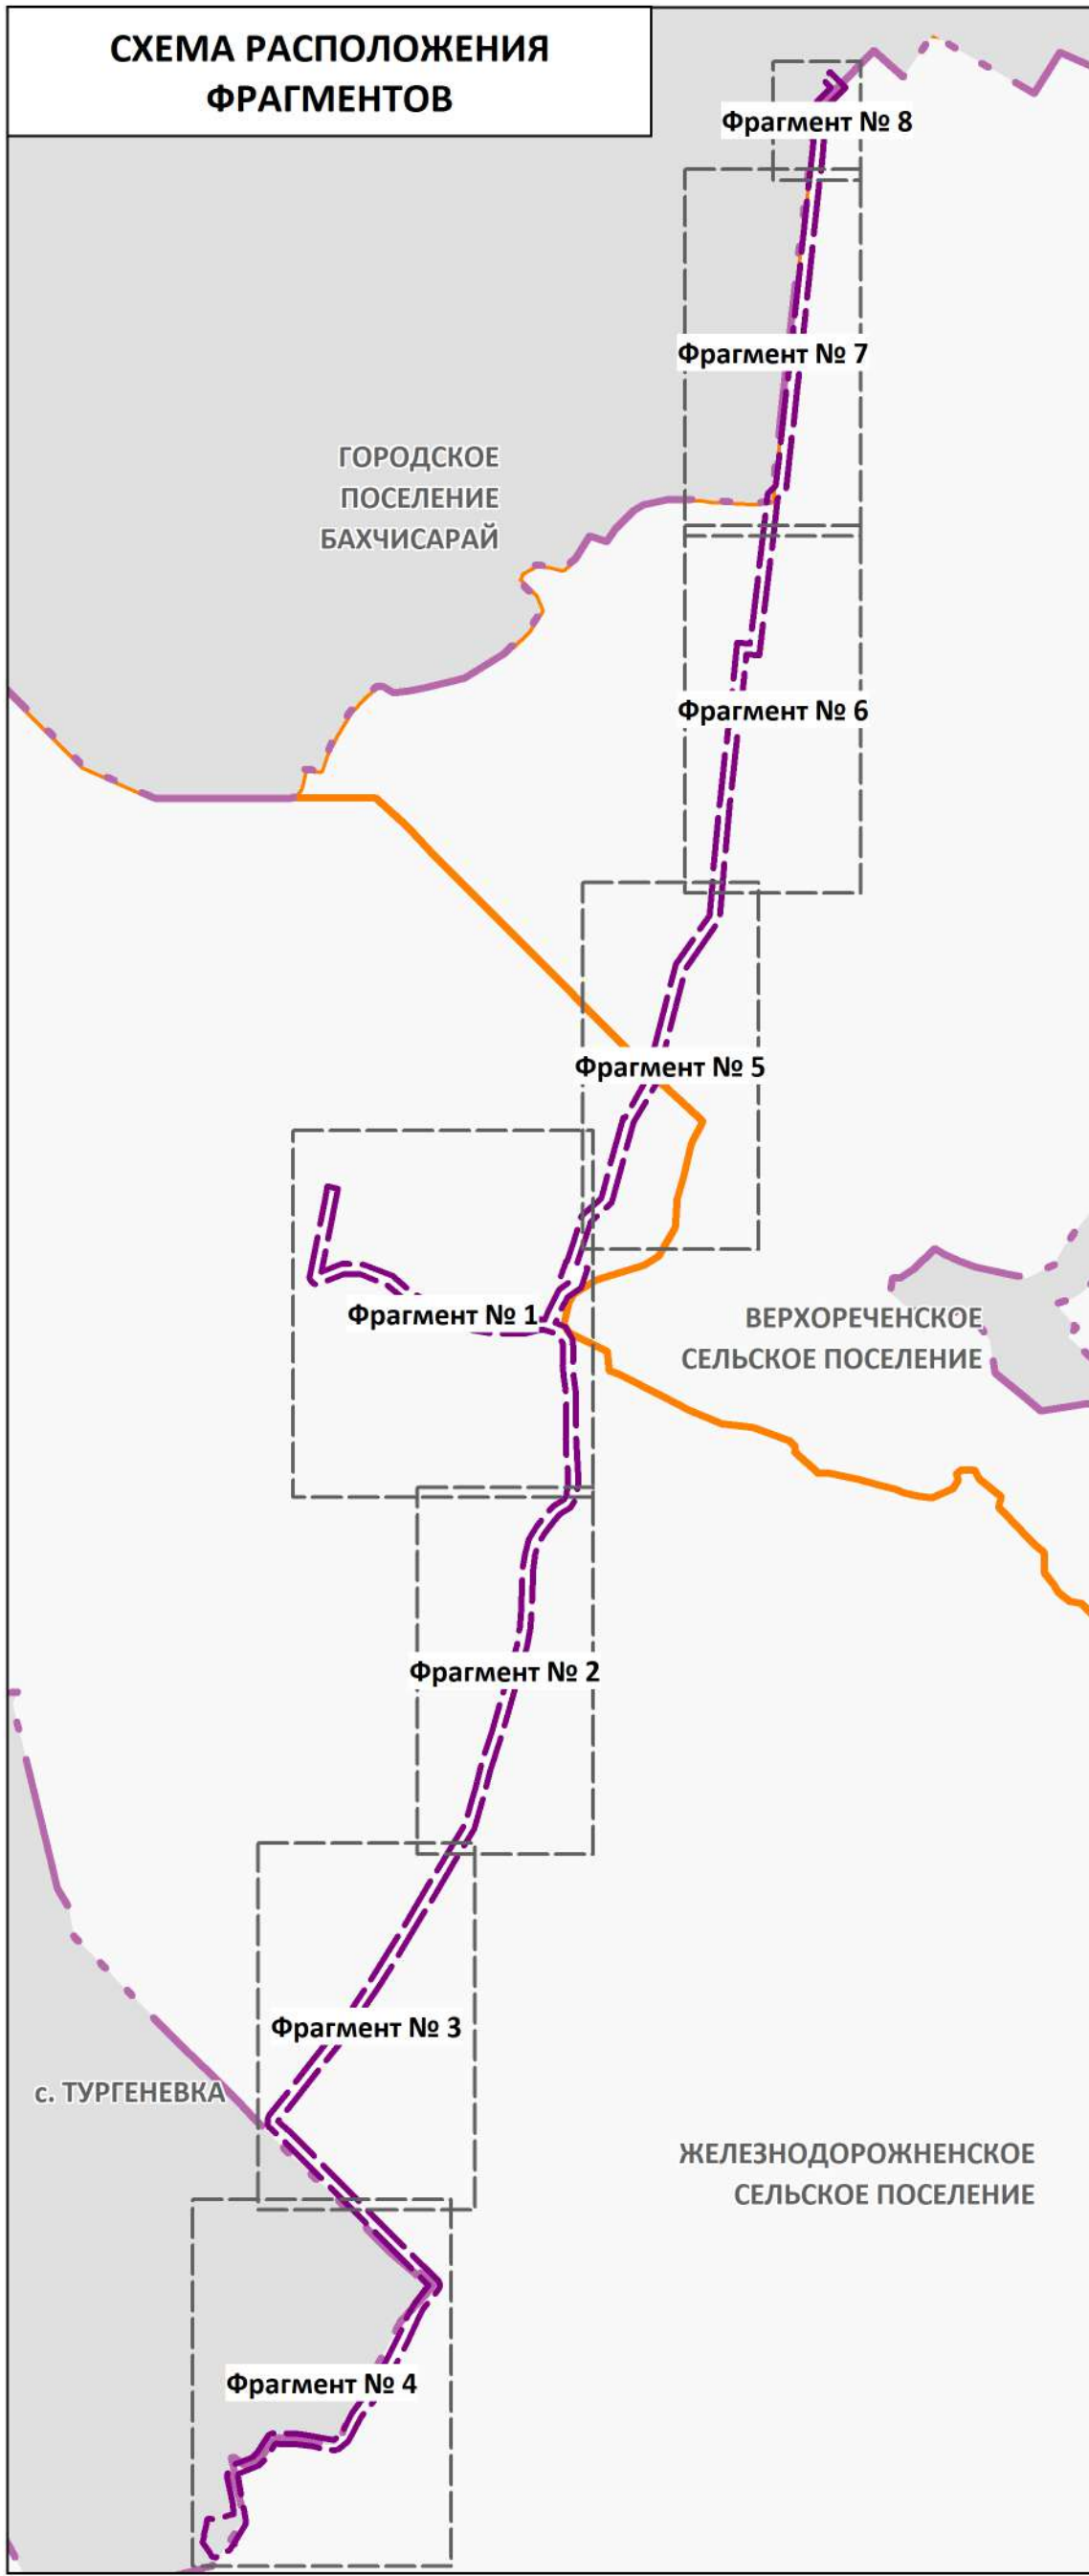 СХЕМА РАСПОЛОЖЕНИЯ
ФРАГМЕНТОВ
Фрагмент № 8
Фрагмент № 7
ГОРОДСКОЕ
ПОСЕЛЕНИЕ
БАХЧИСАРАЙ
Фрагмент № 6
Фрагмент № 5
Фрагмент № 1
ВЕРХОРЕЧЕНСКОЕ
СЕЛЬСКОЕ ПОСЕЛЕНИЕ
Фрагмент № 2
Фрагмент № 3
с. ТУРГЕНЕВКА
ЖЕЛЕЗНОДОРОЖНЕНСКОЕ
СЕЛЬСКОЕ ПОСЕЛЕНИЕ
Фрагмент № 4